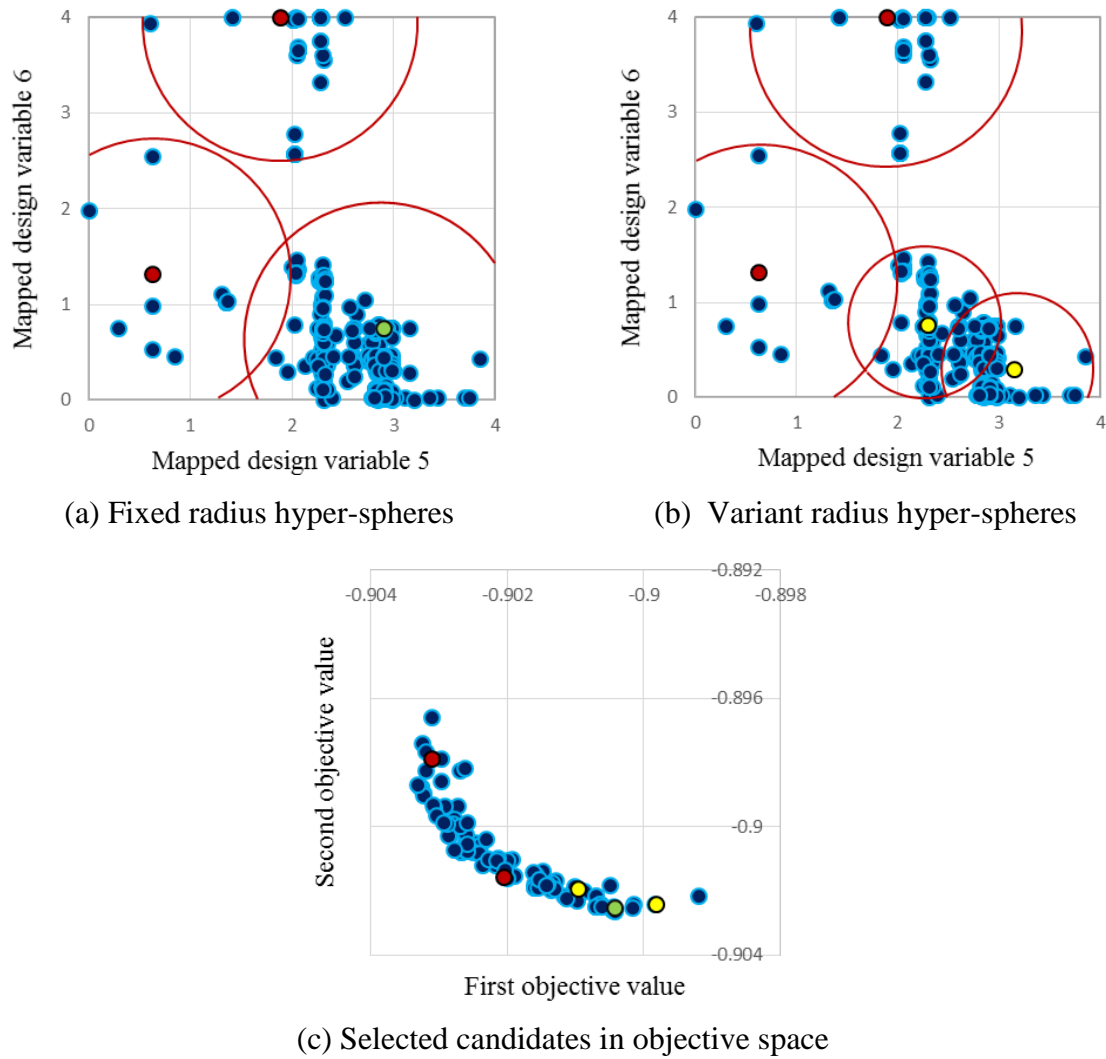 4
3
2
1
0
0 1 2 3 4
Mapped design variable 6
Mapped design variable 5
(a) Fixed radius hyper-spheres
4
3
2
1
0
0 1 2 3 4
Mapped design variable 6
Mapped design variable 5
(b) Variant radius hyper-spheres
-0.892
-0.904 -0.902 -0.9 -0.898
-0.896
-0.9
-0.904
Second objective value
First objective value
(c) Selected candidates in objective space